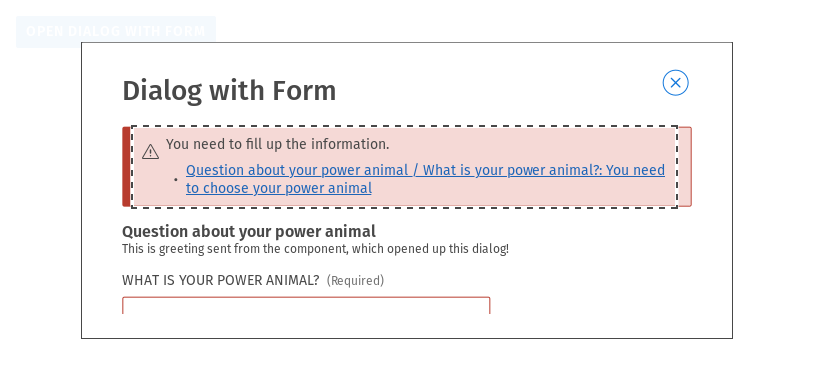 OPEN DIALOG WITH FORM
Dialog with Form
You need to fill up the information.
• Question about your power animal / What is your power animal?: You need
to choose your power animal
Question about your power animal
This is greeting sent from the component, which opened up this dialog!
WHAT IS YOUR POWER ANIMAL? (Required)